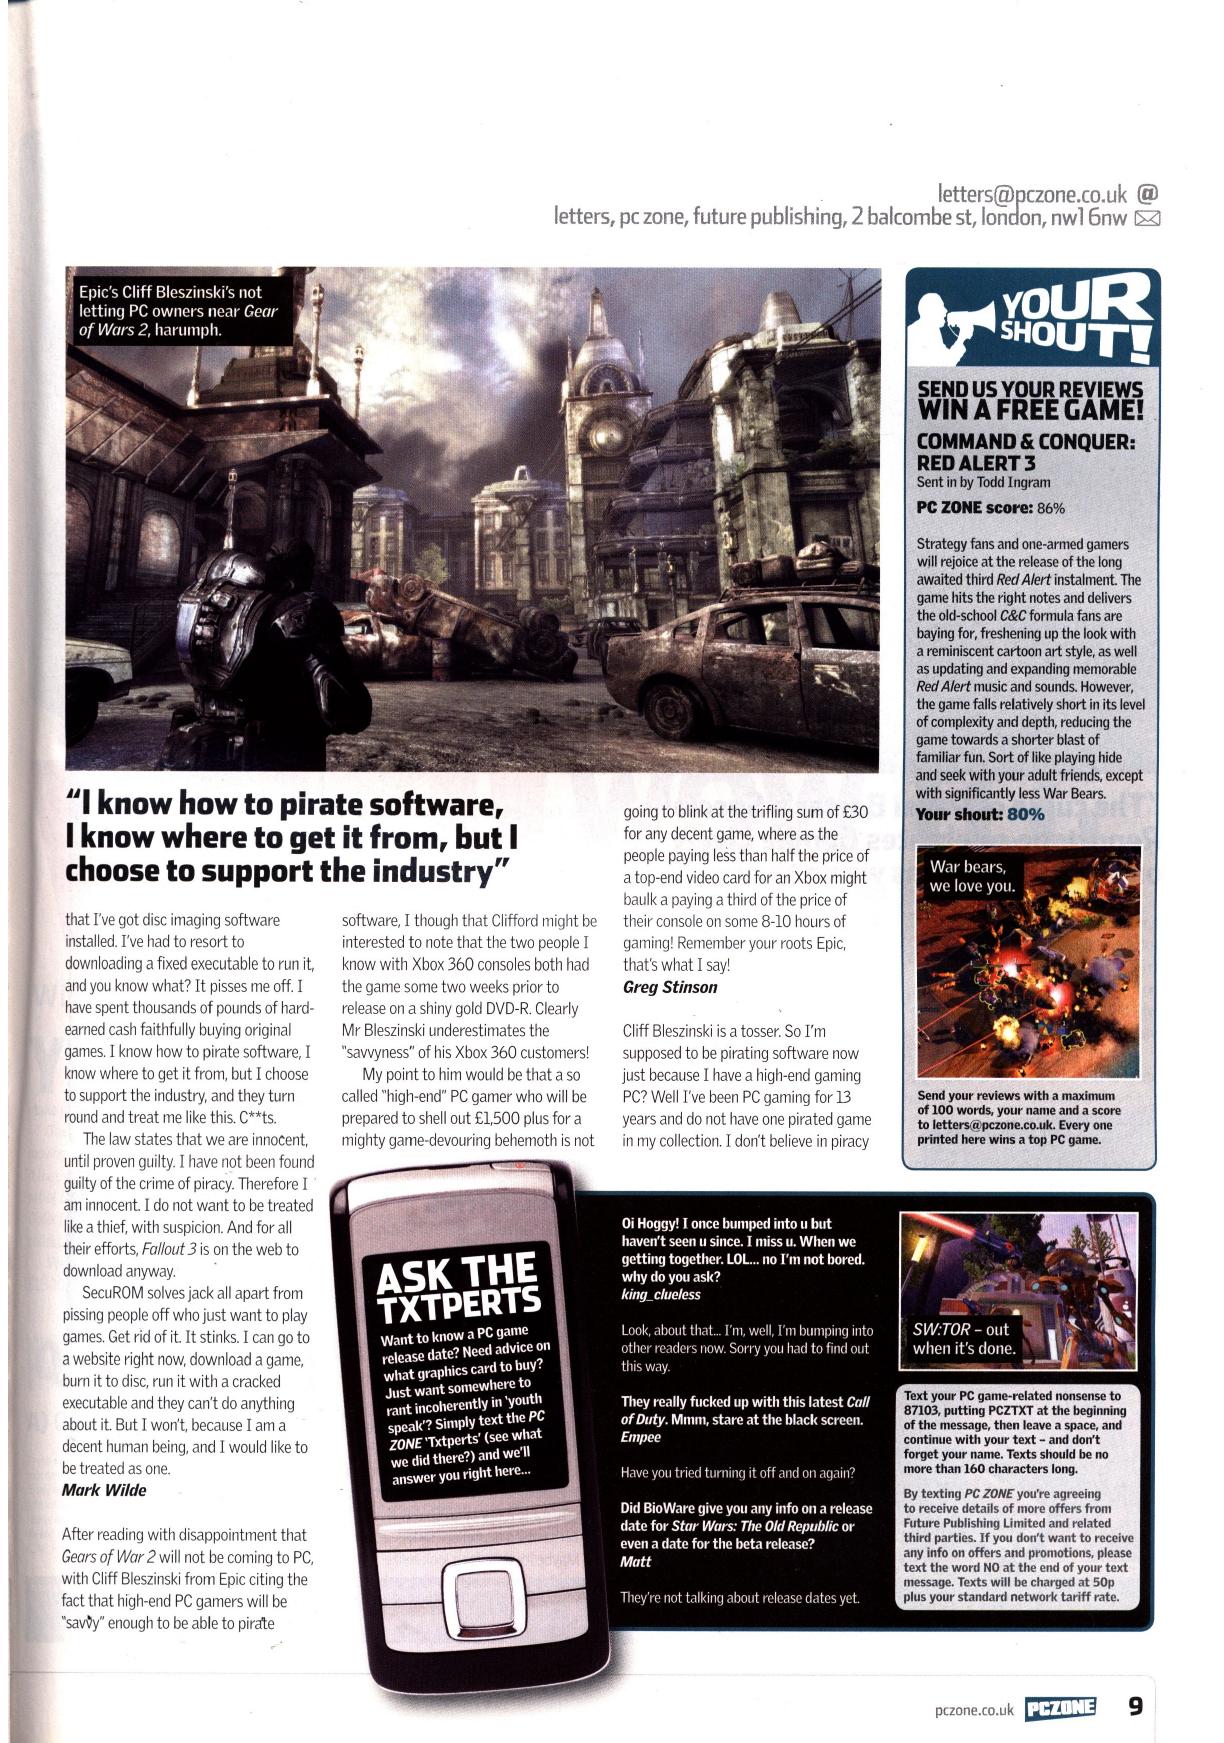 letters@pczone.co.uk @
letters, pc zone, future publishing, 2 balcombe st, london, nw1 6nw
Epic's Cliff Bleszinski's not
letting PC owners near Gear
of Wars 2, harumph.
"I know how to pirate software,
I know where to get it from, but I
choose to support the industry"
that I've got disc imaging software
installed. I've had to resort to
downloading a fixed executable to run it,
and you know what? It pisses me off. I
have spent thousands of pounds of hard-
earned cash faithfully buying original
games. I know how to pirate software, I
know where to get it from, but I choose
to support the industry, and they turn
round and treat me like this. C**ts.
The law states that we are innocent,
until proven guilty. I have not been found
guilty of the crime of piracy. Therefore I
am innocent. I do not want to be treated
like a thief, with suspicion. And for all
their efforts, Fallout 3 is on the web to
download anyway.
SecuROM solves jack all apart from
pissing people off who just want to play
games. Get rid of it. It stinks. I can go to
a website right now, download a game,
burn it to disc, run it with a cracked
executable and they can't do anything
about it. But I won't, because I am a
decent human being, and I would like to
be treated as one.
Mark Wilde
After reading with disappointment that
Gears of War 2 will not be coming to PC,
with Cliff Bleszinski from Epic citing the
fact that high-end PC gamers will be
"savvy" enough to be able to pirate
software, I though that Clifford might be
interested to note that the two people I
know with Xbox 360 consoles both had
the game some two weeks prior to
release on a shiny gold DVD-R. Clearly
Mr Bleszinski underestimates the
"savvyness" of his Xbox 360 customers!
My point to him would be that a so
called "high-end" PC gamer who will be
prepared to shell out £1,500 plus for a
mighty game-devouring behemoth is not
going to blink at the trifling sum of £30
for any decent game, where as the
people paying less than half the price of
a top-end video card for an Xbox might
baulk a paying a third of the price of
their console on some 8-10 hours of
gaming! Remember your roots Epic,
that's what I say!
Greg Stinson
Cliff Bleszinski is a tosser. So I'm
supposed to be pirating software now
just because I have a high-end gaming
PC? Well I've been PC gaming for 13
years and do not have one pirated game
in my collection. I don't believe in piracy
YOUR
SHOUT!
SEND US YOUR REVIEWS
WIN A FREE GAME!
COMMAND & CONQUER:
RED ALERT 3
Sent in by Todd Ingram
PC ZONE score: 86%
Strategy fans and one-armed gamers
will rejoice at the release of the long
awaited third Red Alert instalment. The
game hits the right notes and delivers
the old-school C&C formula fans are
baying for, freshening up the look with
a reminiscent cartoon art style, as well
as updating and expanding memorable
Red Alert music and sounds. However,
the game falls relatively short in its level
of complexity and depth, reducing the
game towards a shorter blast of
familiar fun. Sort of like playing hide
and seek with your adult friends, except
with significantly less War Bears.
Your shout: 80%
War bears,
we love you.
Send your reviews with a maximum
of 100 words, your name and a score
to letters@pczone.co.uk. Every one
printed here wins a top PC game.
ASK THE
TXTPERTS
Want to know a PC game
release date? Need advice on
what graphics card to buy?
Just want somewhere to
rant incoherently in 'youth
speak'? Simply text the PC
ZONE 'Txtperts' (see what
we did there?) and we'll
answer you right here...
Oi Hoggy! I once bumped into u but
haven't seen u since. I miss u. When we
getting together. LOL... no I'm not bored.
why do you ask?
king_clueless
Look, about that... I'm, well, I'm bumping into
other readers now. Sorry you had to find out
this way.
They really fucked up with this latest Call
of Duty. Mmm, stare at the black screen.
Empee
Have you tried turning it off and on again?
Did BioWare give you any info on a release
date for Star Wars: The Old Republic or
even a date for the beta release?
Matt
They're not talking about release dates yet.
SW:TOR – out
when it's done.
Text your PC game-related nonsense to
87103, putting PCZTXT at the beginning
of the message, then leave a space, and
continue with your text – and don't
forget your name. Texts should be no
more than 160 characters long.
By texting PC ZONE you're agreeing
to receive details of more offers from
Future Publishing Limited and related
third parties. If you don't want to receive
any info on offers and promotions, please
text the word NO at the end of your text
message. Texts will be charged at 50p
plus your standard network tariff rate.
pczone.co.uk PCZONE 9